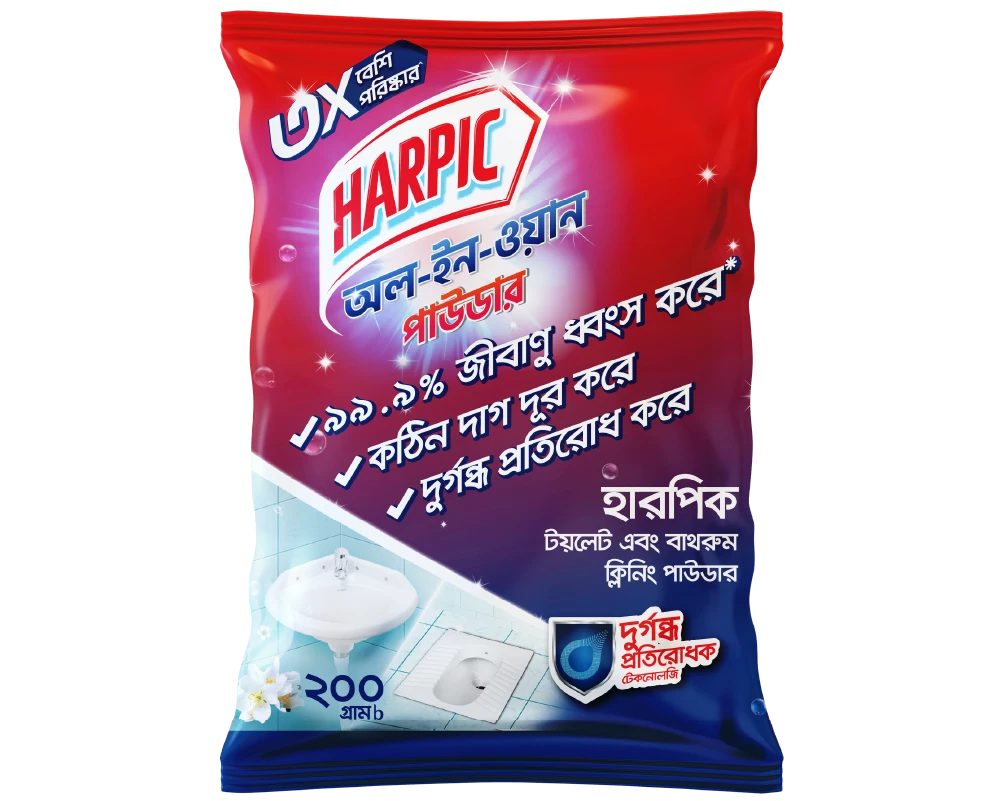 ৩X বেশি
পরিষ্কার
HARPIC
অল-ইন-ওয়ান
পাউডার
৯৯.৯% জীবাণু ধ্বংস করে*
কঠিন দাগ দূর করে
দুর্গন্ধ প্রতিরোধ করে
হারপিক
টয়লেট এবং বাথরুম
ক্লিনিং পাউডার
দুর্গন্ধ
প্রতিরোধক
টেকনোলজি
২০০
গ্রাম b